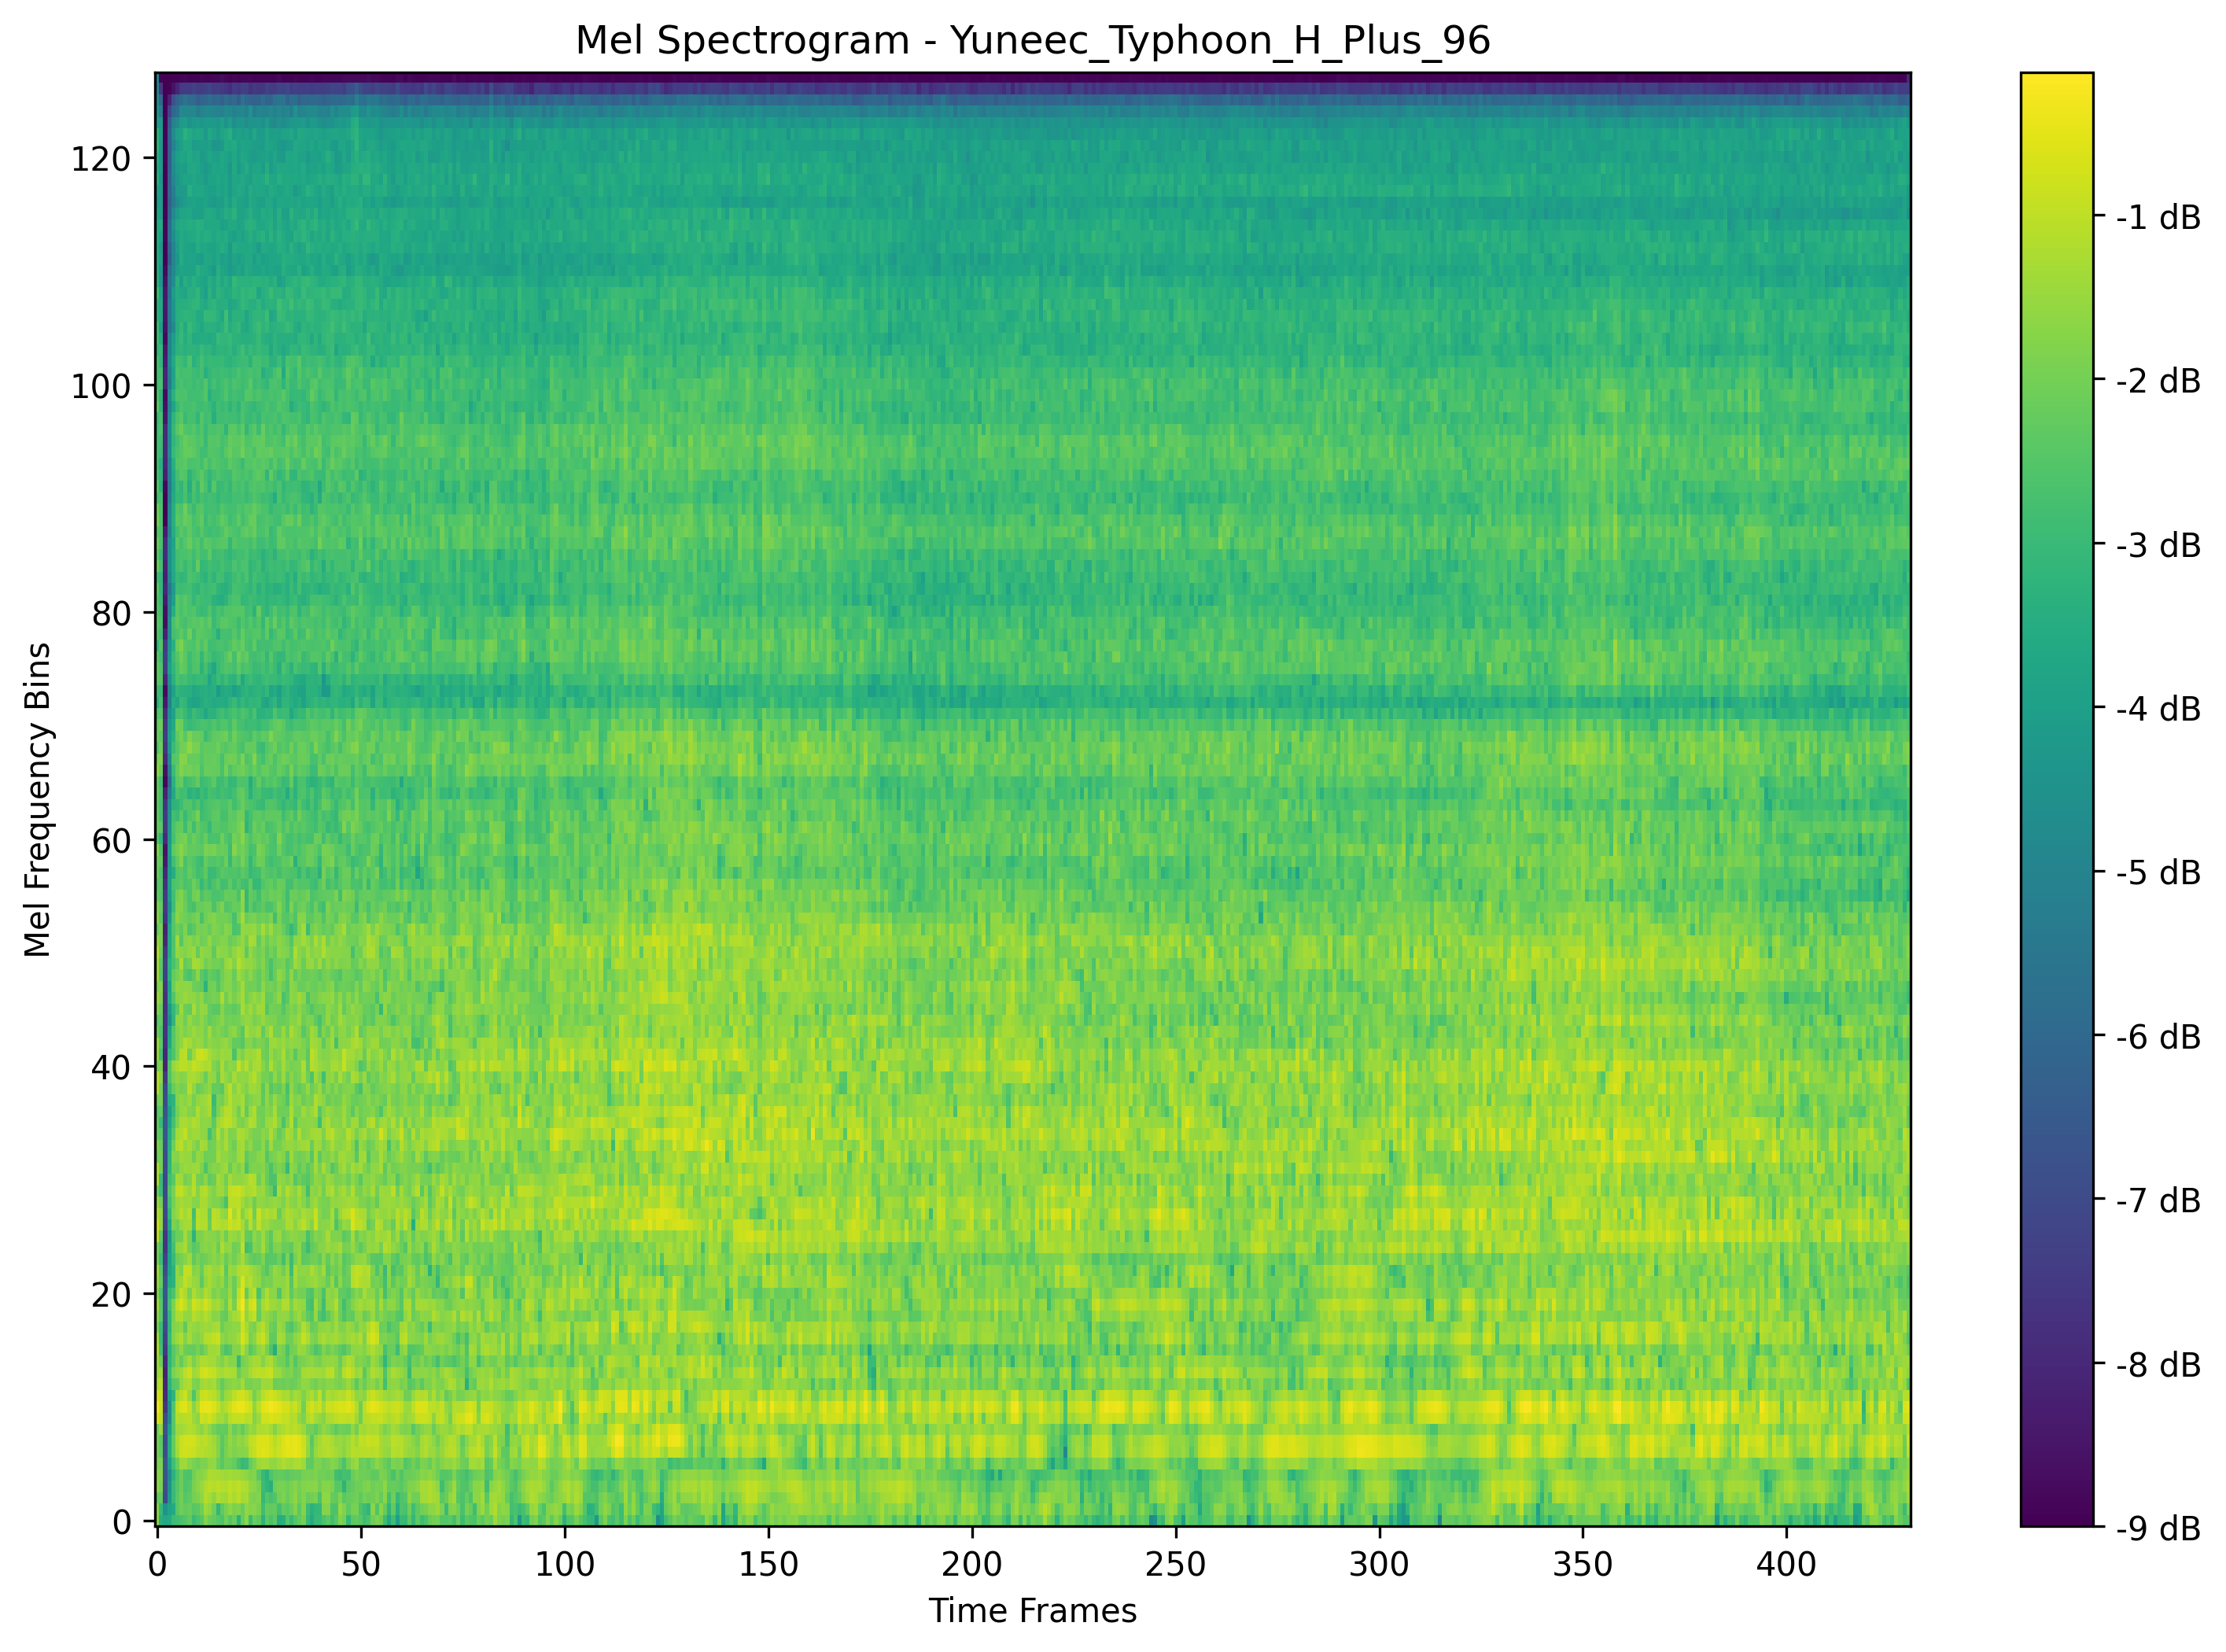 Mel Spectrogram - Yuneec_Typhoon_H_Plus_96
120
100
80
60
40
20
0
Mel Frequency Bins
0 50 100 150 200 250 300 350 400
Time Frames
-1 dB
-2 dB
-3 dB
-4 dB
-5 dB
-6 dB
-7 dB
-8 dB
-9 dB